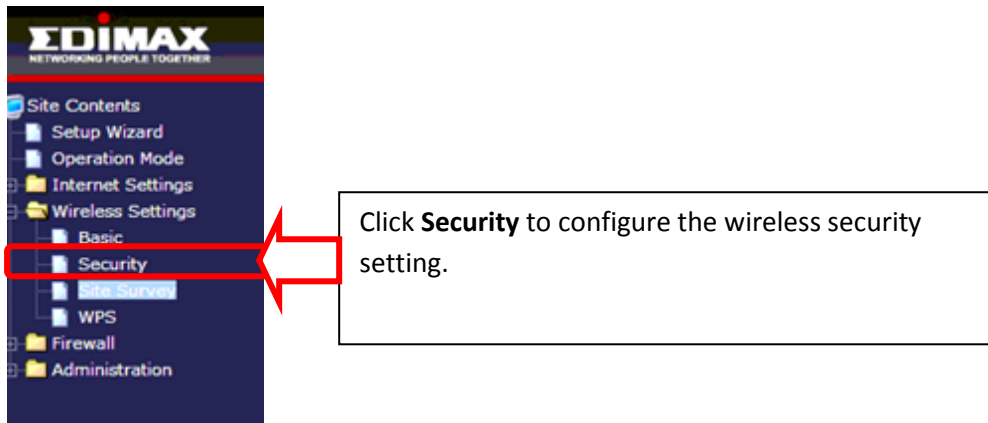 EDIMAX
NETWORKING PEOPLE TOGETHER
Site Contents
Setup Wizard
Operation Mode
Internet Settings
Wireless Settings
Basic
Security
Site Survey
WPS
Firewall
Administration
Click Security to configure the wireless security
setting.